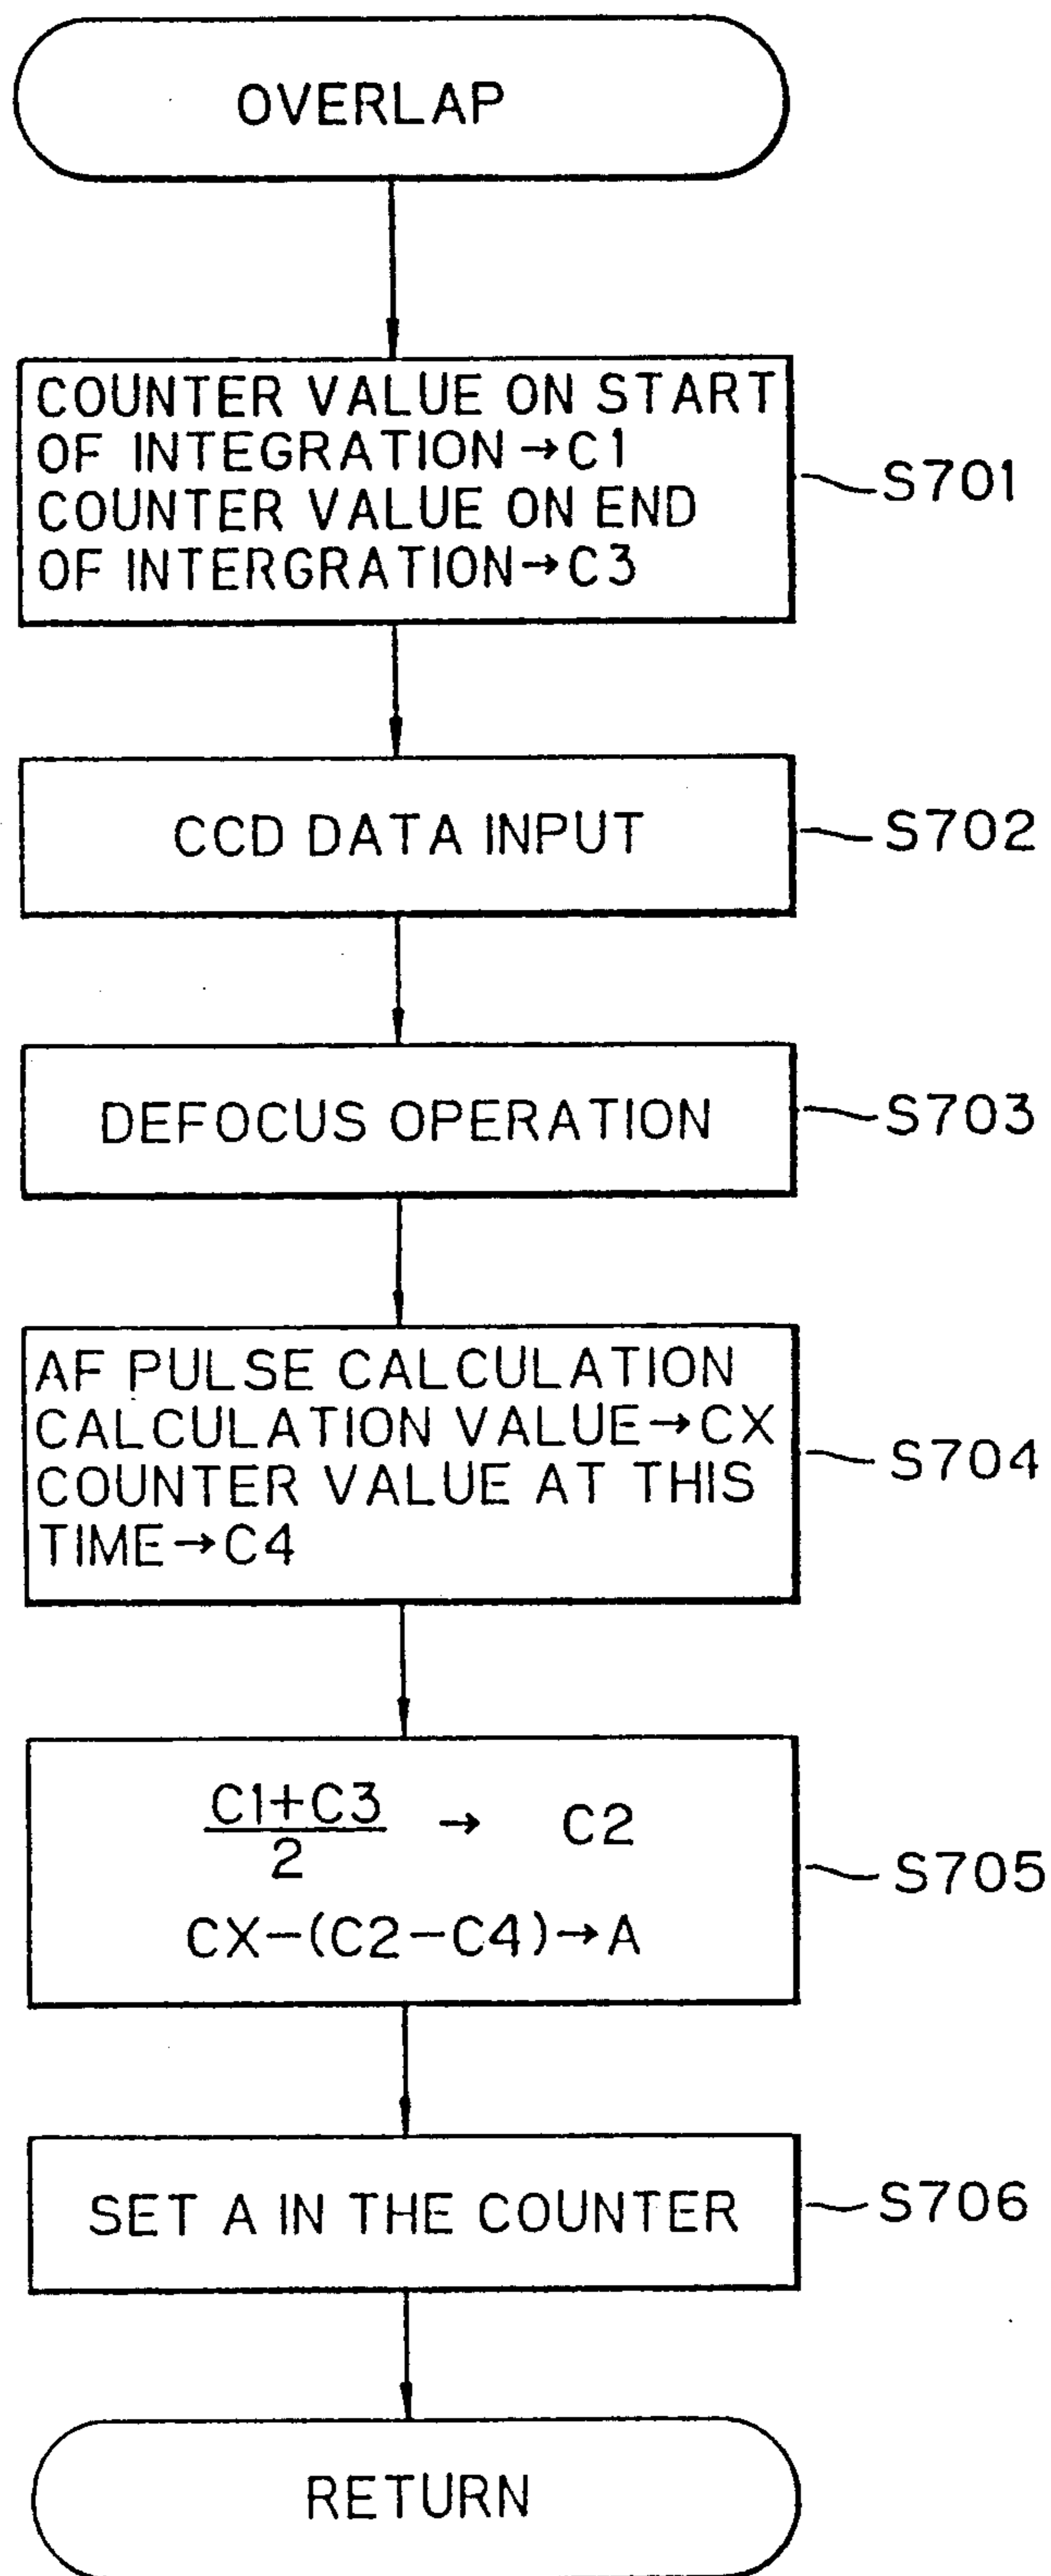 OVERLAP
COUNTER VALUE ON START
OF INTEGRATION→C1
COUNTER VALUE ON END
OF INTERGRATION→C3
S701
CCD DATA INPUT
S702
DEFOCUS OPERATION
S703
AF PULSE CALCULATION
CALCULATION VALUE→CX
COUNTER VALUE AT THIS
TIME→C4
S704
C1+C3
2
→ C2
CX-(C2-C4)→A
S705
SET A IN THE COUNTER
S706
RETURN